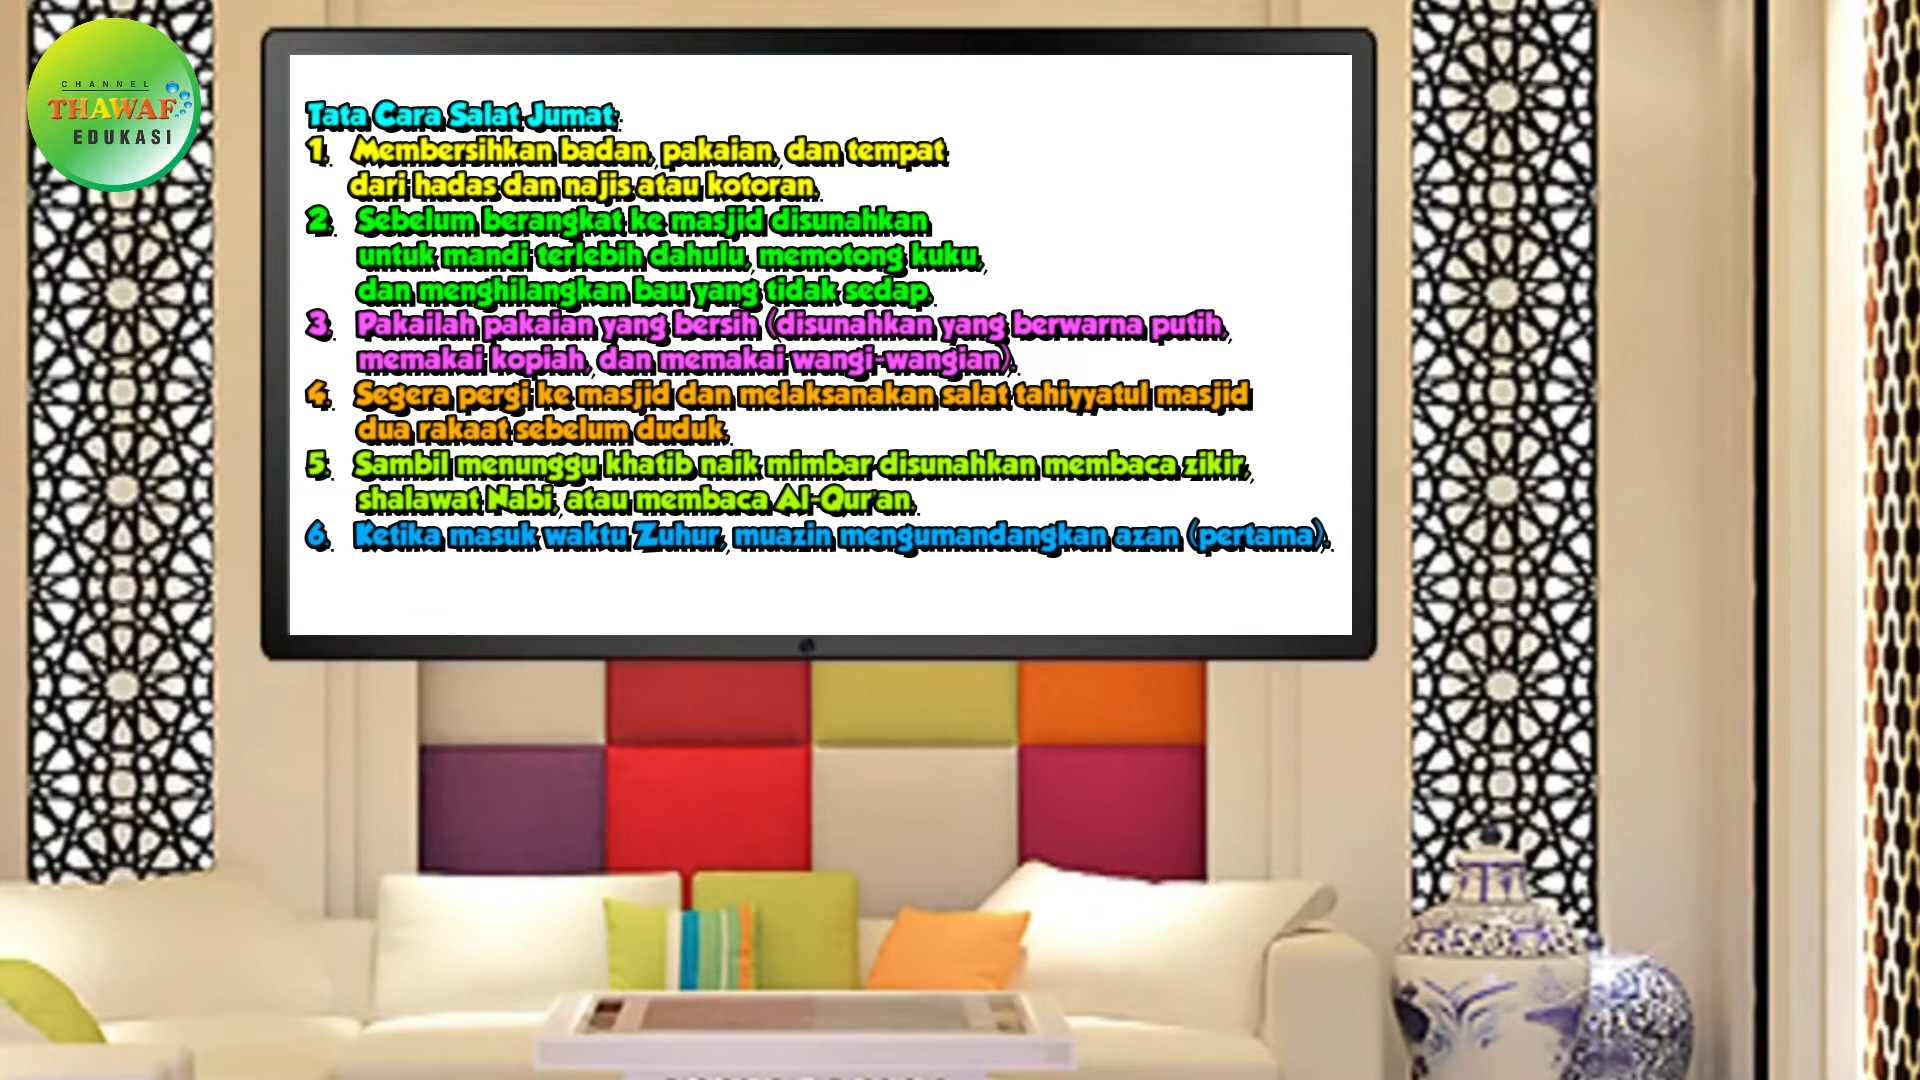 CHANNEL
THAWAF
EDUKASI
Tata Cara Salat Jumat:
1. Membersihkan badan, pakaian, dan tempat
dari hadas dan najis atau kotoran.
2. Sebelum berangkat ke masjid disunahkan
untuk mandi terlebih dahulu, memotong kuku,
dan menghilangkan bau yang tidak sedap.
3. Pakailah pakaian yang bersih (disunahkan yang berwarna putih,
memakai kopiah, dan memakai wangi-wangian).
4. Segera pergi ke masjid dan melaksanakan salat tahiyyatul masjid
dua rakaat sebelum duduk.
5. Sambil menunggu khatib naik mimbar disunahkan membaca zikir,
shalawat Nabi, atau membaca Al-Qur'an.
6. Ketika masuk waktu Zuhur, muazin mengumandangkan azan (pertama).